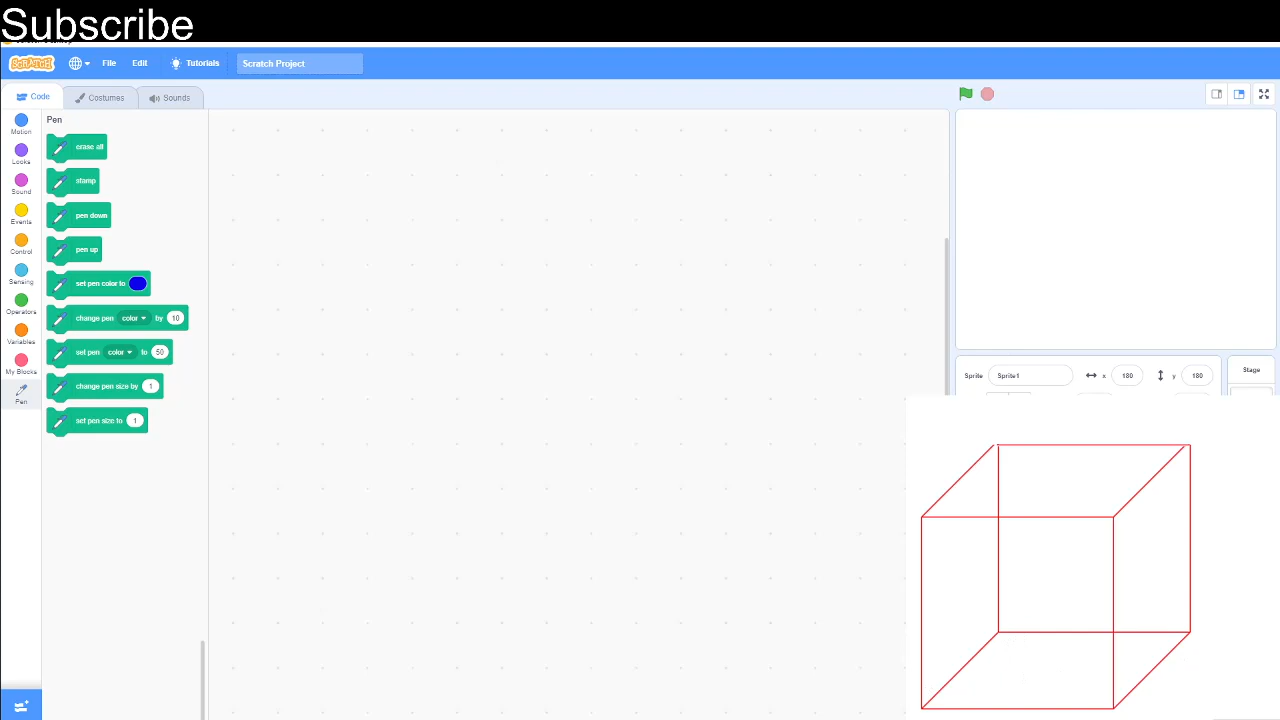 Subscribe
SCRATCH
File
Edit
Tutorials
Scratch Project
Code
Costumes
Sounds
Motion
Looks
Sound
Events
Control
Sensing
Operators
Variables
My Blocks
Pen
Pen
erase all
stamp
pen down
pen up
set pen color to
change pen color by 10
set pen color to 50
change pen size by 1
set pen size to 1
Sprite Sprite1 x 180 y 180
Stage